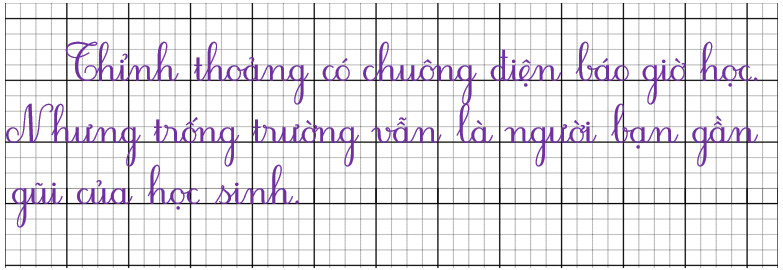 Thỉnh thoảng có chuông điện báo giờ học.
Nhưng trống trường vẫn là người bạn gần
gũi của học sinh.